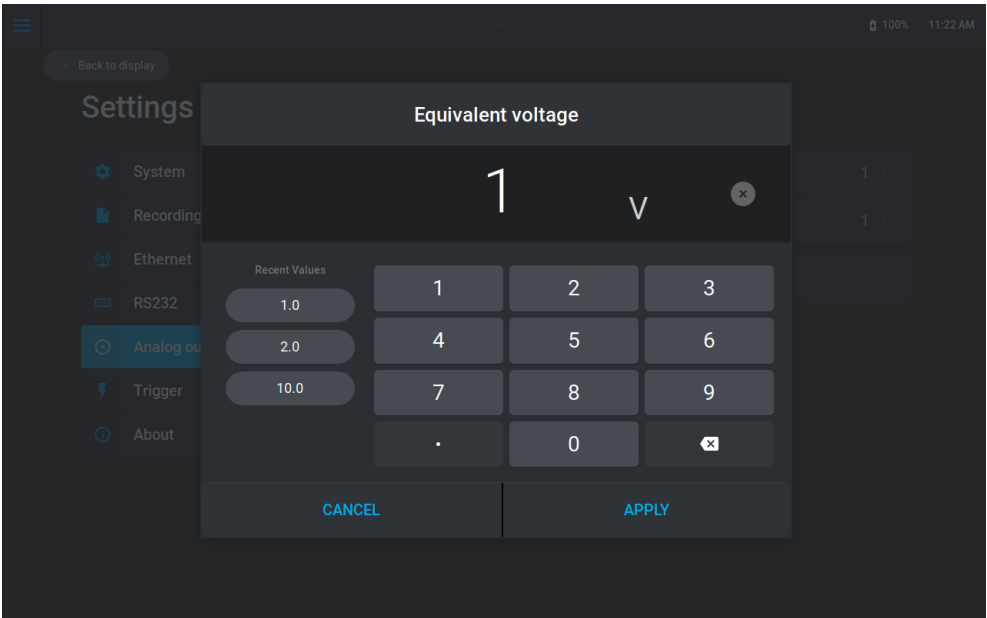 100% 11:22 AM
Back to display
Settings
Equivalent voltage
1 V
System
Recording
Ethernet
RS232
Analog ou
Trigger
About
1
1
Recent Values
1.0
2.0
10.0
1 2 3
4 5 6
7 8 9
. 0
CANCEL APPLY